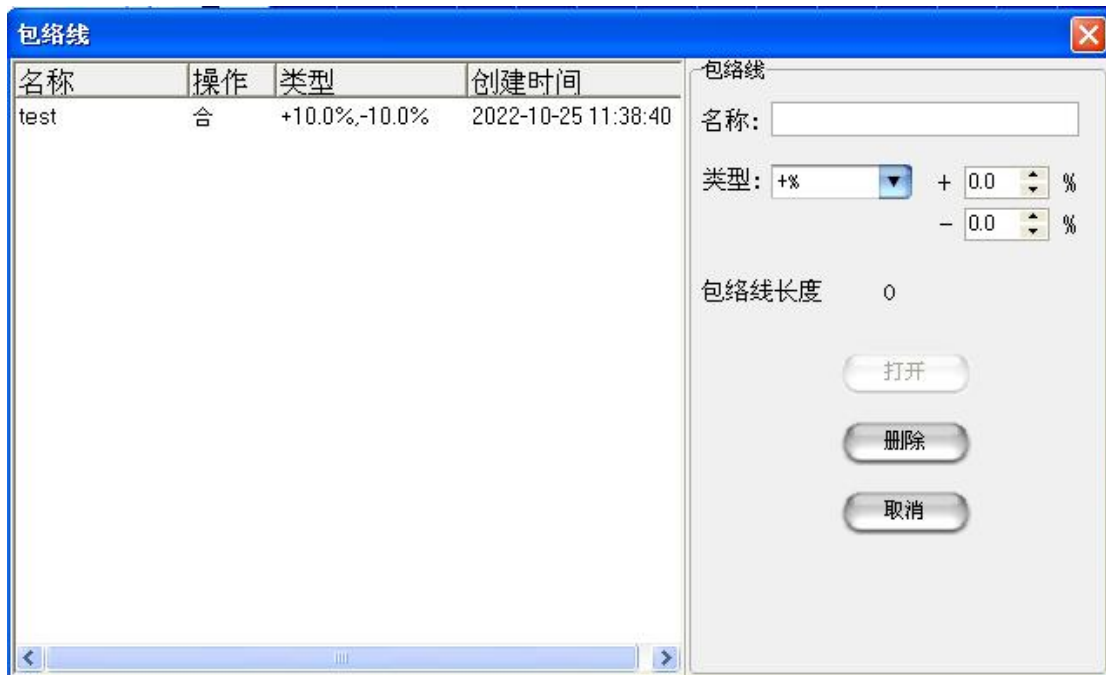 包络线
名称 操作 类型 创建时间
test 合 +10.0%,-10.0% 2022-10-25 11:38:40
包络线
名称:
类型: +% + 0.0 %
- 0.0 %
包络线长度 0
打开
删除
取消